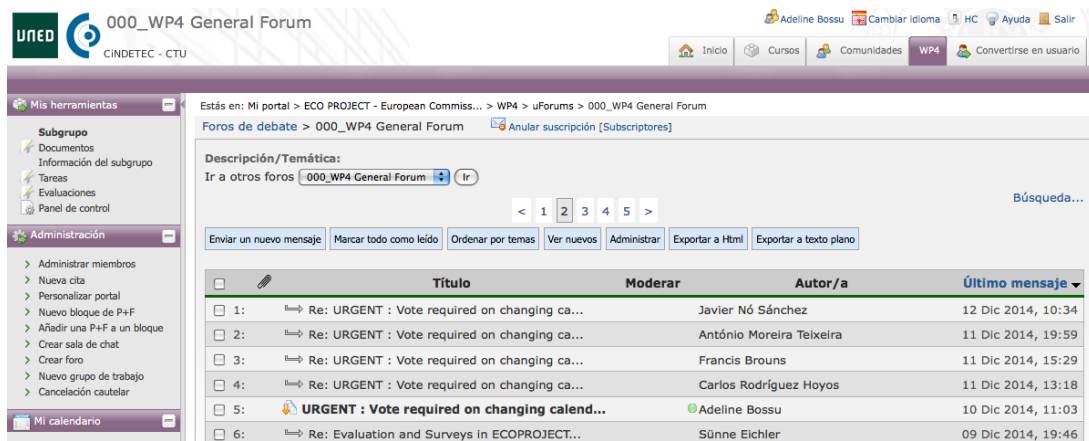 UNED
000_WP4 General Forum
CiNDETEC - CTU
Adeline Bossu Cambiar idioma HC Ayuda Salir
Inicio Cursos Comunidades WP4 Convertirse en usuario
Mis herramientas
Subgrupo
Documentos
Información del subgrupo
Tareas
Evaluaciones
Panel de control
Administración
Administrar miembros
Nueva cita
Personalizar portal
Nuevo bloque de P+F
Añadir una P+F a un bloque
Crear sala de chat
Crear foro
Nuevo grupo de trabajo
Cancelación cautelar
Mi calendario
Estás en: Mi portal > ECO PROJECT - European Commiss... > WP4 > uForums > 000_WP4 General Forum
Foros de debate > 000_WP4 General Forum Anular suscripción [Subscriptores]
Descripción/Temática:
Ir a otros foros 000_WP4 General Forum Ir
Búsqueda...
< 1 2 3 4 5 >
Enviar un nuevo mensaje Marcar todo como leído Ordenar por temas Ver nuevos Administrar Exportar a Html Exportar a texto plano
Título Moderar Autor/a Último mensaje
1: Re: URGENT : Vote required on changing ca... Javier Nó Sánchez 12 Dic 2014, 10:34
2: Re: URGENT : Vote required on changing ca... António Moreira Teixeira 11 Dic 2014, 19:59
3: Re: URGENT : Vote required on changing ca... Francis Brouns 11 Dic 2014, 15:29
4: Re: URGENT : Vote required on changing ca... Carlos Rodríguez Hoyos 11 Dic 2014, 13:18
5: URGENT : Vote required on changing calend... Adeline Bossu 10 Dic 2014, 11:03
6: Re: Evaluation and Surveys in ECOPROJECT... Sünne Eichler 09 Dic 2014, 19:46